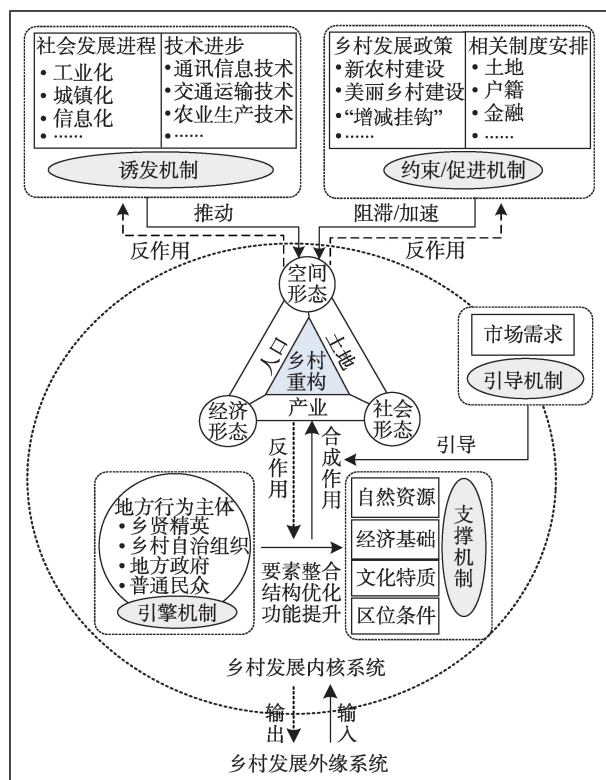 社会发展进程
• 工业化
• 城镇化
• 信息化
• ……
技术进步
•通讯信息技术
•交通运输技术
•农业生产技术
•……
诱发机制
乡村发展政策
•新农村建设
•美丽乡村建设
•“增减挂钩”
•……
相关制度安排
• 土地
• 户籍
• 金融
• ……
约束/促进机制
推动
阻滞/加速
反作用
反作用
空间
形态
人口
土地
乡村
重构
产业
经济
形态
社会
形态
市场需求
引导机制
引导
反作用
合成作用
地方行为主体
•乡贤精英
•乡村自治组织
•地方政府
•普通民众
引擎机制
要素整合
结构优化
功能提升
自然资源
经济基础
文化特质
区位条件
支撑机制
乡村发展内核系统
输出
输入
乡村发展外缘系统